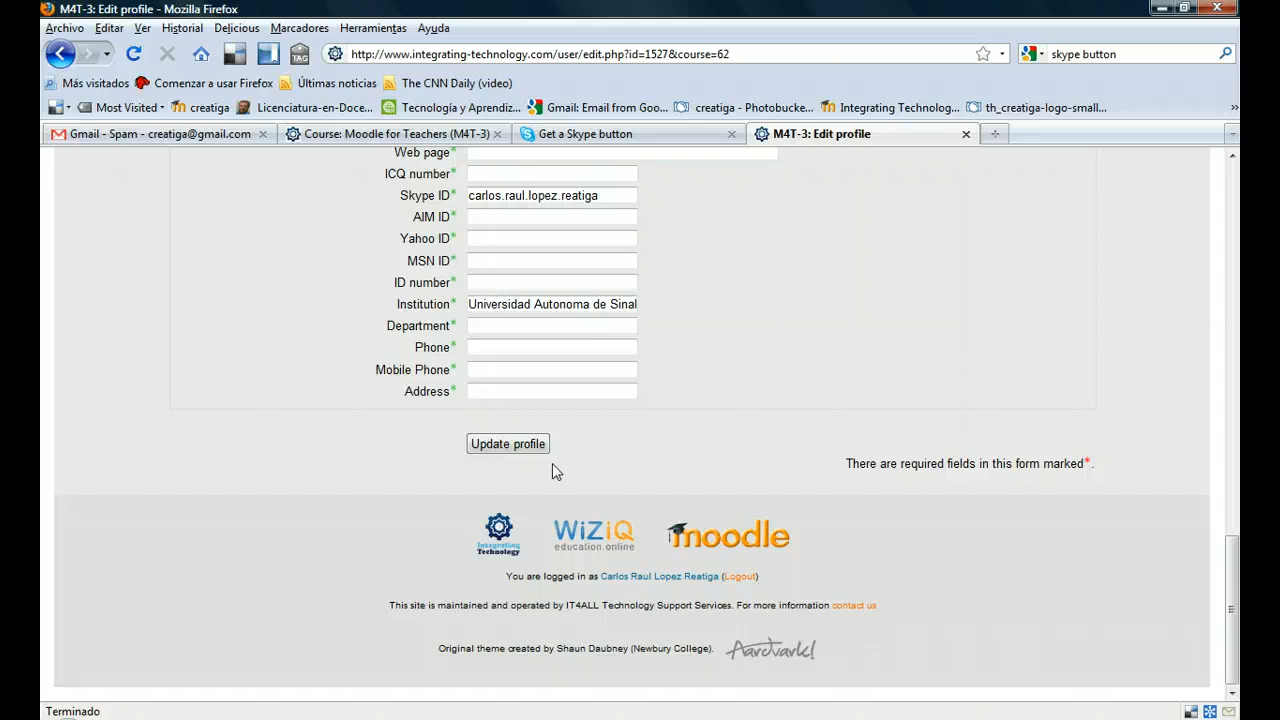 M4T-3: Edit profile - Mozilla Firefox
Archivo Editar Ver Historial Delicious Marcadores Herramientas Ayuda
TAG http://www.integrating-technology.com/user/edit.php?id=1527&course=62 skype button
Más visitados Comenzar a usar Firefox Últimas noticias The CNN Daily (video)
Most Visited creatiga Licenciatura-en-Doce... Tecnología y Aprendiz... Gmail: Email from Goo... creatiga - Photobucke... Integrating Technolog... th_creatiga-logo-small...
Gmail - Spam - creatiga@gmail.com Course: Moodle for Teachers (M4T-3) Get a Skype button M4T-3: Edit profile
Web page*
ICQ number*
Skype ID* carlos.raul.lopez.reatiga
AIM ID*
Yahoo ID*
MSN ID*
ID number*
Institution* Universidad Autonoma de Sinal
Department*
Phone*
Mobile Phone*
Address*
Update profile
There are required fields in this form marked*.
Integrating Technology WiZiQ education.online moodle
You are logged in as Carlos Raul Lopez Reatiga (Logout)
This site is maintained and operated by IT4ALL Technology Support Services. For more information contact us
Original theme created by Shaun Daubney (Newbury College). Aardvark!
Terminado